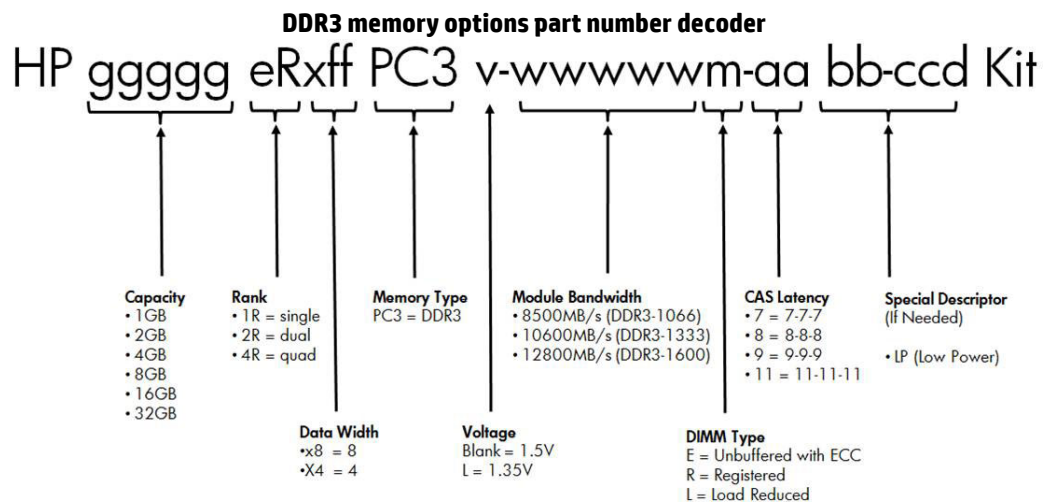 DDR3 memory options part number decoder
HP ggggg eRxff PC3 v-wwwwwm-aa bb-ccd Kit
Capacity
• 1GB
• 2GB
• 4GB
• 8GB
• 16GB
• 32GB
Rank
• 1R = single
• 2R = dual
• 4R = quad
Memory Type
PC3 = DDR3
Module Bandwidth
• 8500MB/s (DDR3-1066)
• 10600MB/s (DDR3-1333)
• 12800MB/s (DDR3-1600)
CAS Latency
• 7 = 7-7-7
• 8 = 8-8-8
• 9 = 9-9-9
• 11 = 11-11-11
Special Descriptor
(If Needed)
• LP (Low Power)
Data Width
•x8 = 8
•X4 = 4
Voltage
Blank = 1.5V
L = 1.35V
DIMM Type
E = Unbuffered with ECC
R = Registered
L = Load Reduced